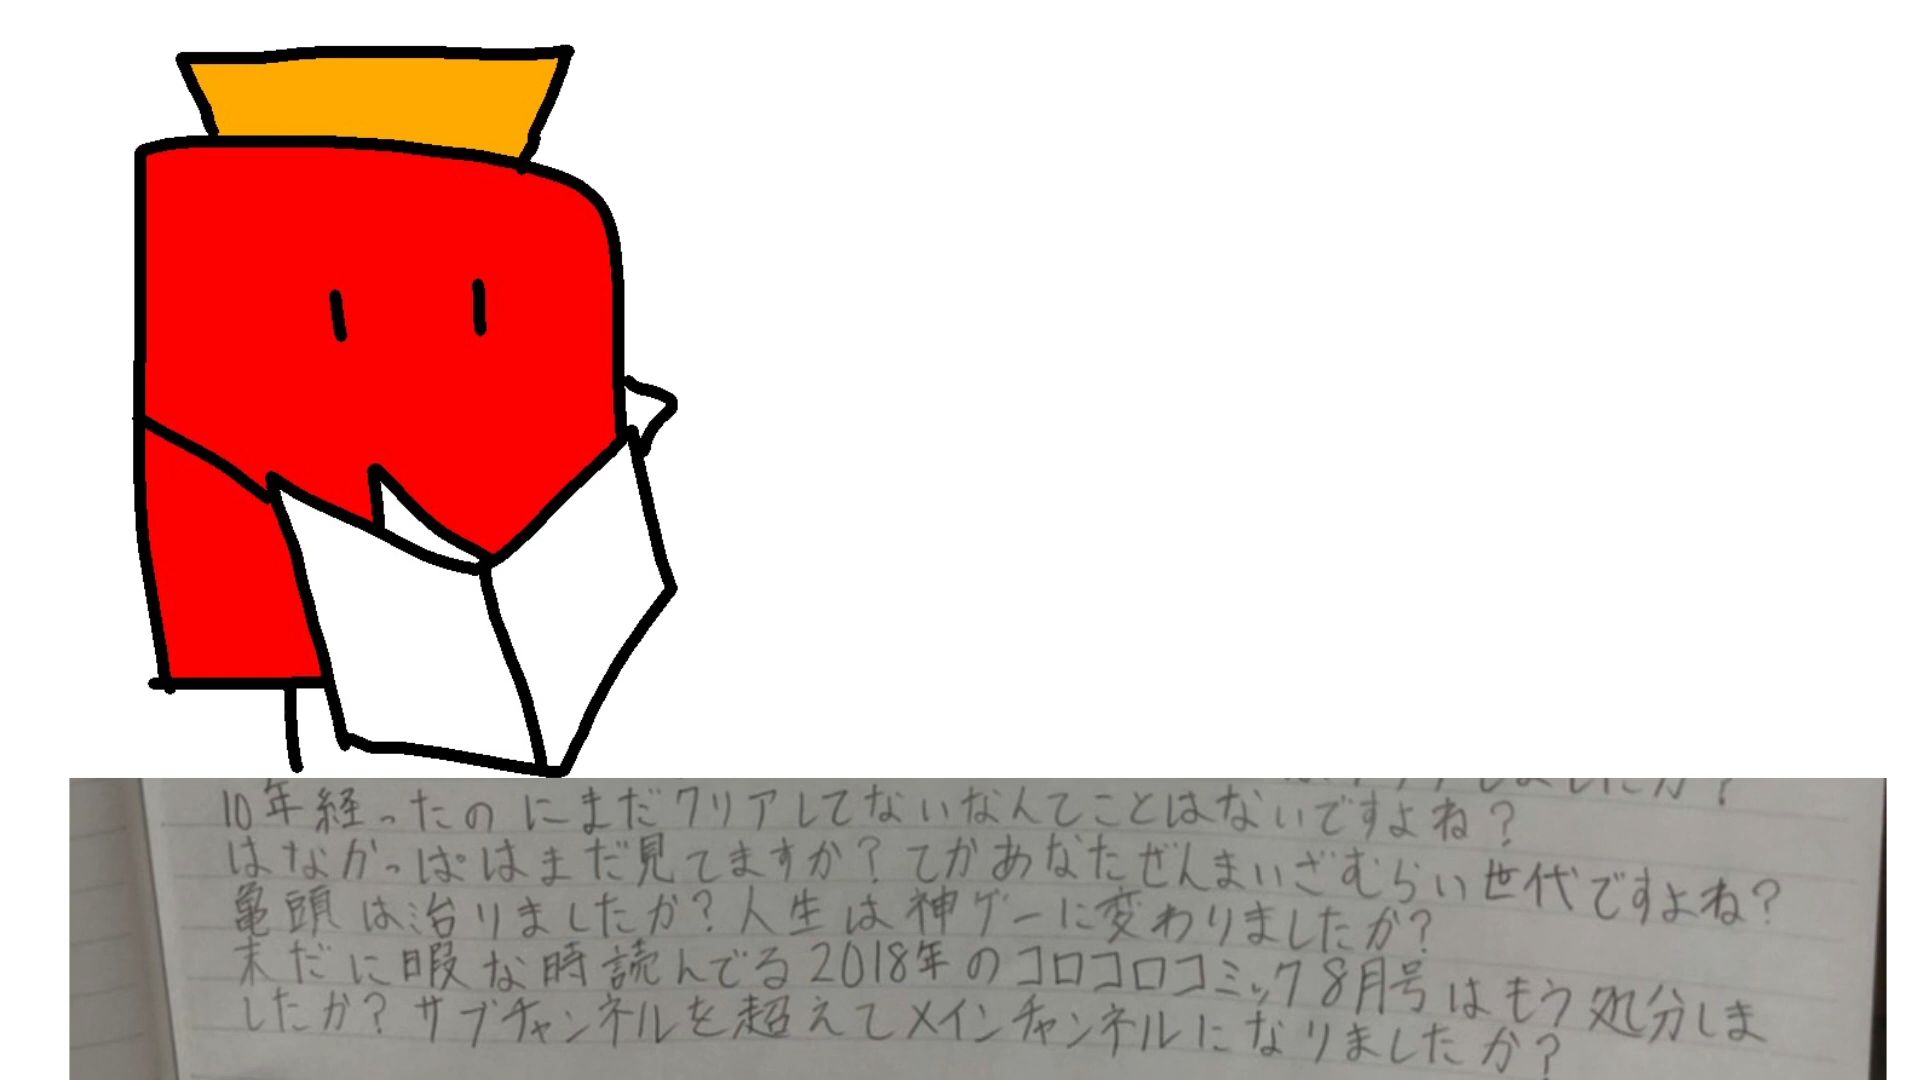 しましたか?
10年経ったのにまだクリアしてないなんてことはないですよね?
はなかっぱはまだ見てますか?てかあなたぜんまいざむらい世代ですよね?
亀頭は治りましたか?人生は神ゲーに変わりましたか?
未だに暇な時読んでる2018年のコロコロコミック8月号はもう処分しま
したか?サブチャンネルを超えてメインチャンネルになりましたか?